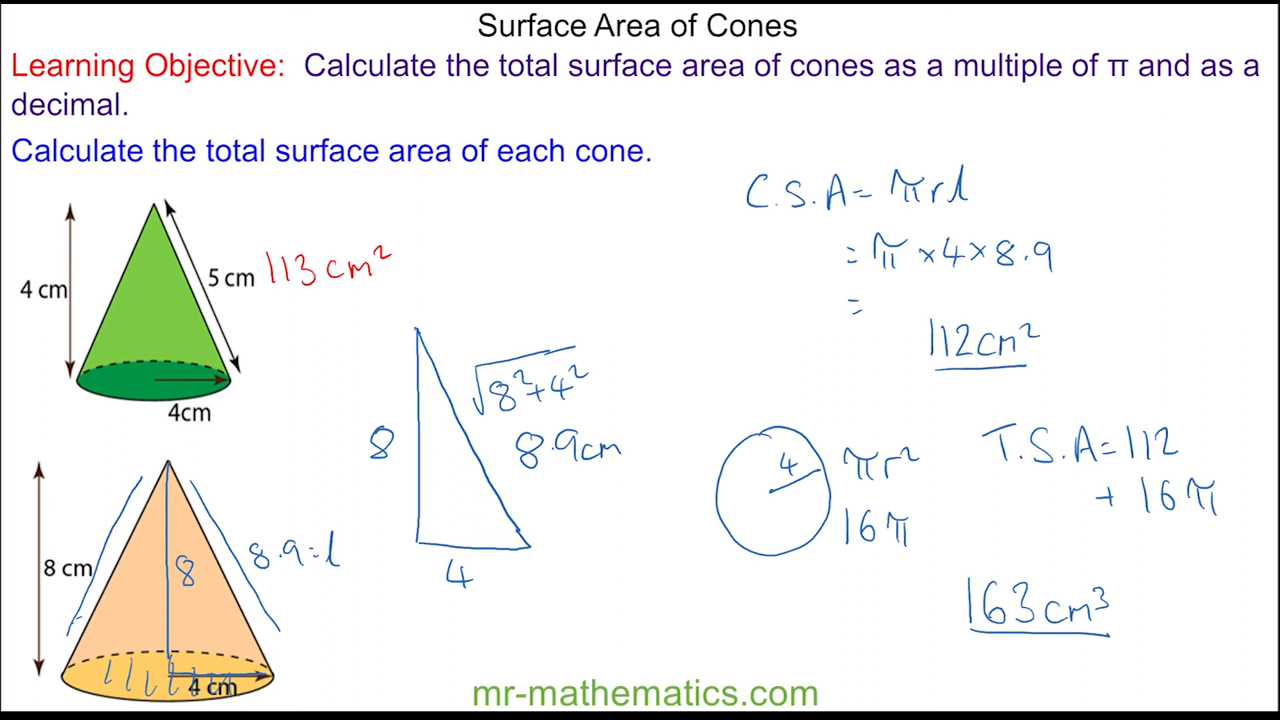 Surface Area of Cones
Learning Objective: Calculate the total surface area of cones as a multiple of π and as a
decimal.
Calculate the total surface area of each cone.
4 cm
5 cm
113 cm²
4cm
8 cm
8
8.9=l
4 cm
8
√8²+4²
8.9cm
4
C.S.A = πrl
= π × 4 × 8.9
=
112cm²
4
πr²
16π
T.S.A = 112
+ 16π
163 cm³
mr-mathematics.com